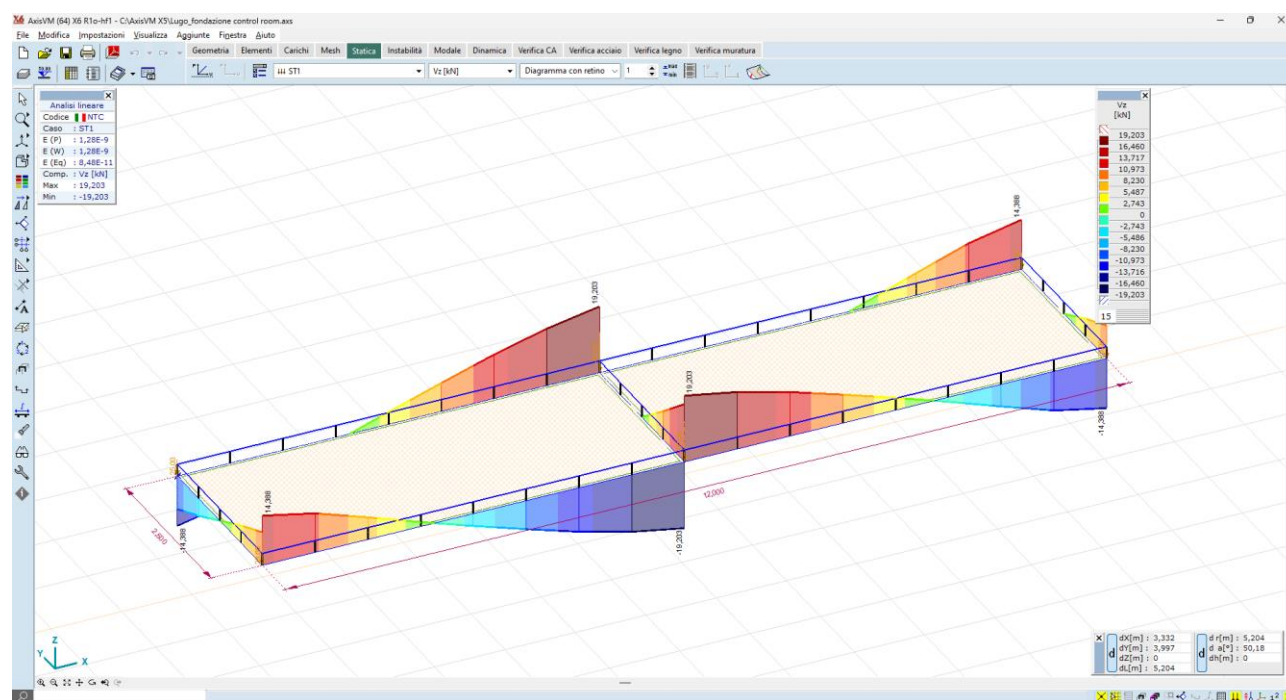 AxisVM (64) X6 R1o-hf1 - C:\AxisVM X5\Lugo_fondazione control room.axs
File Modifica Impostazioni Visualizza Aggiunte Finestra Aiuto
Geometria Elementi Carichi Mesh Statica Instabilità Modale Dinamica Verifica CA Verifica acciaio Verifica legno Verifica muratura
ST1 Vz [kN] Diagramma con retino 1
Analisi lineare
Codice NTC
Caso : ST1
E (P) : 1,28E-9
E (W) : 1,28E-9
E (Eq) : 8,48E-11
Comp. : Vz [kN]
Max : 19,203
Min : -19,203
Vz
[kN]
19,203
16,460
13,717
10,973
8,230
5,487
2,743
0
-2,743
-5,486
-8,230
-10,973
-13,716
-16,460
-19,203
15
14,388
19,203
19,203
-14,388
14,388
-14,388
-19,203
12,000
2,500
Z
Y
X
dX[m] : 3,332
dY[m] : 3,997
dZ[m] : 0
dL[m] : 5,204
d
d r[m] : 5,204
d a[°] : 50,18
dh[m] : 0
d